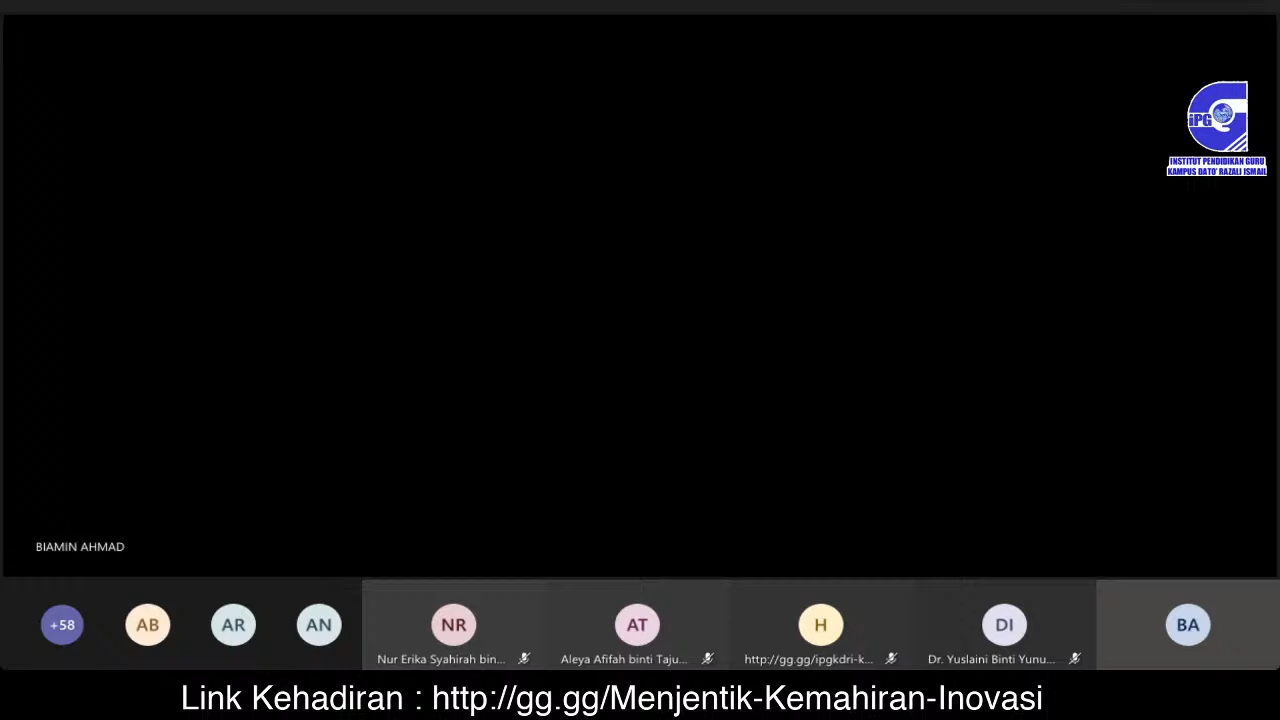 iPG
INSTITUT PENDIDIKAN GURU
KAMPUS DATO' RAZALI ISMAIL
BIAMIN AHMAD
+58
AB
AR
AN
NR
AT
H
DI
BA
Nur Erika Syahirah bin...
Aleya Afifah binti Taju...
http://gg.gg/ipgkdri-k...
Dr. Yuslaini Binti Yunu...
Link Kehadiran : http://gg.gg/Menjentik-Kemahiran-Inovasi